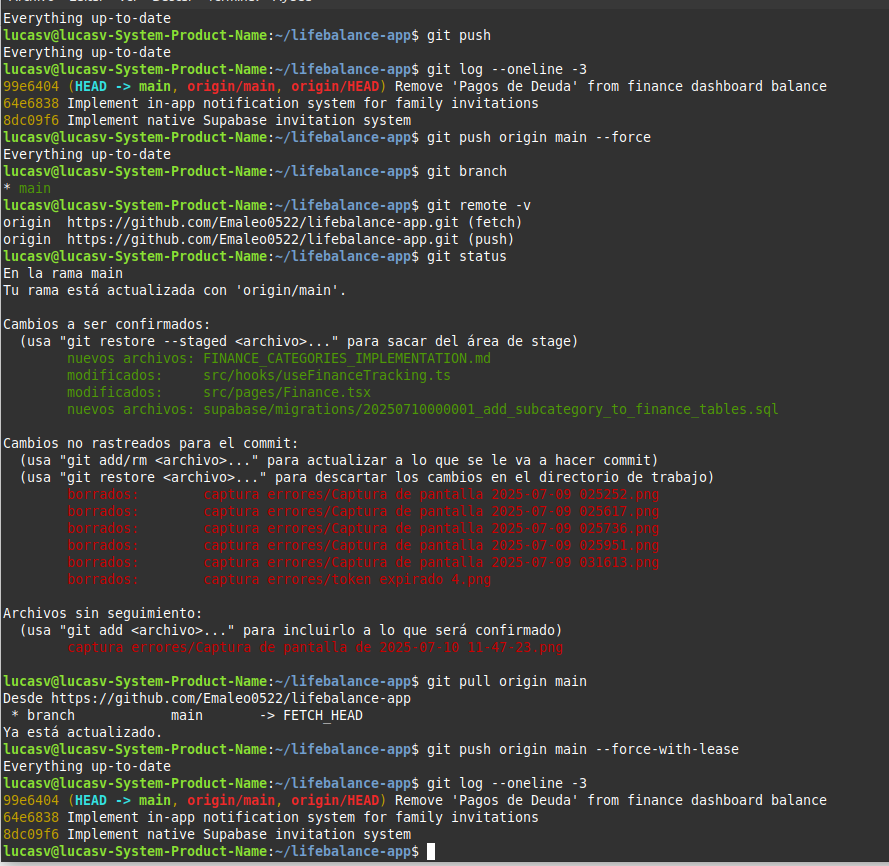 Everything up-to-date
lucasv@lucasv-System-Product-Name:~/lifebalance-app$ git push
Everything up-to-date
lucasv@lucasv-System-Product-Name:~/lifebalance-app$ git log --oneline -3
99e6404 (HEAD -> main, origin/main, origin/HEAD) Remove 'Pagos de Deuda' from finance dashboard balance
64e6838 Implement in-app notification system for family invitations
8dc09f6 Implement native Supabase invitation system
lucasv@lucasv-System-Product-Name:~/lifebalance-app$ git push origin main --force
Everything up-to-date
lucasv@lucasv-System-Product-Name:~/lifebalance-app$ git branch
* main
lucasv@lucasv-System-Product-Name:~/lifebalance-app$ git remote -v
origin  https://github.com/Emaleo0522/lifebalance-app.git (fetch)
origin  https://github.com/Emaleo0522/lifebalance-app.git (push)
lucasv@lucasv-System-Product-Name:~/lifebalance-app$ git status
En la rama main
Tu rama está actualizada con 'origin/main'.
Cambios a ser confirmados:
  (usa "git restore --staged <archivo>..." para sacar del área de stage)
        nuevos archivos: FINANCE_CATEGORIES_IMPLEMENTATION.md
        modificados:     src/hooks/useFinanceTracking.ts
        modificados:     src/pages/Finance.tsx
        nuevos archivos: supabase/migrations/20250710000001_add_subcategory_to_finance_tables.sql
Cambios no rastreados para el commit:
  (usa "git add/rm <archivo>..." para actualizar a lo que se le va a hacer commit)
  (usa "git restore <archivo>..." para descartar los cambios en el directorio de trabajo)
        borrados:        captura errores/Captura de pantalla 2025-07-09 025252.png
        borrados:        captura errores/Captura de pantalla 2025-07-09 025617.png
        borrados:        captura errores/Captura de pantalla 2025-07-09 025736.png
        borrados:        captura errores/Captura de pantalla 2025-07-09 025951.png
        borrados:        captura errores/Captura de pantalla 2025-07-09 031613.png
        borrados:        captura errores/token expirado 4.png
Archivos sin seguimiento:
  (usa "git add <archivo>..." para incluirlo a lo que será confirmado)
        captura errores/Captura de pantalla de 2025-07-10 11-47-23.png
lucasv@lucasv-System-Product-Name:~/lifebalance-app$ git pull origin main
Desde https://github.com/Emaleo0522/lifebalance-app
 * branch            main       -> FETCH_HEAD
Ya está actualizado.
lucasv@lucasv-System-Product-Name:~/lifebalance-app$ git push origin main --force-with-lease
Everything up-to-date
lucasv@lucasv-System-Product-Name:~/lifebalance-app$ git log --oneline -3
99e6404 (HEAD -> main, origin/main, origin/HEAD) Remove 'Pagos de Deuda' from finance dashboard balance
64e6838 Implement in-app notification system for family invitations
8dc09f6 Implement native Supabase invitation system
lucasv@lucasv-System-Product-Name:~/lifebalance-app$